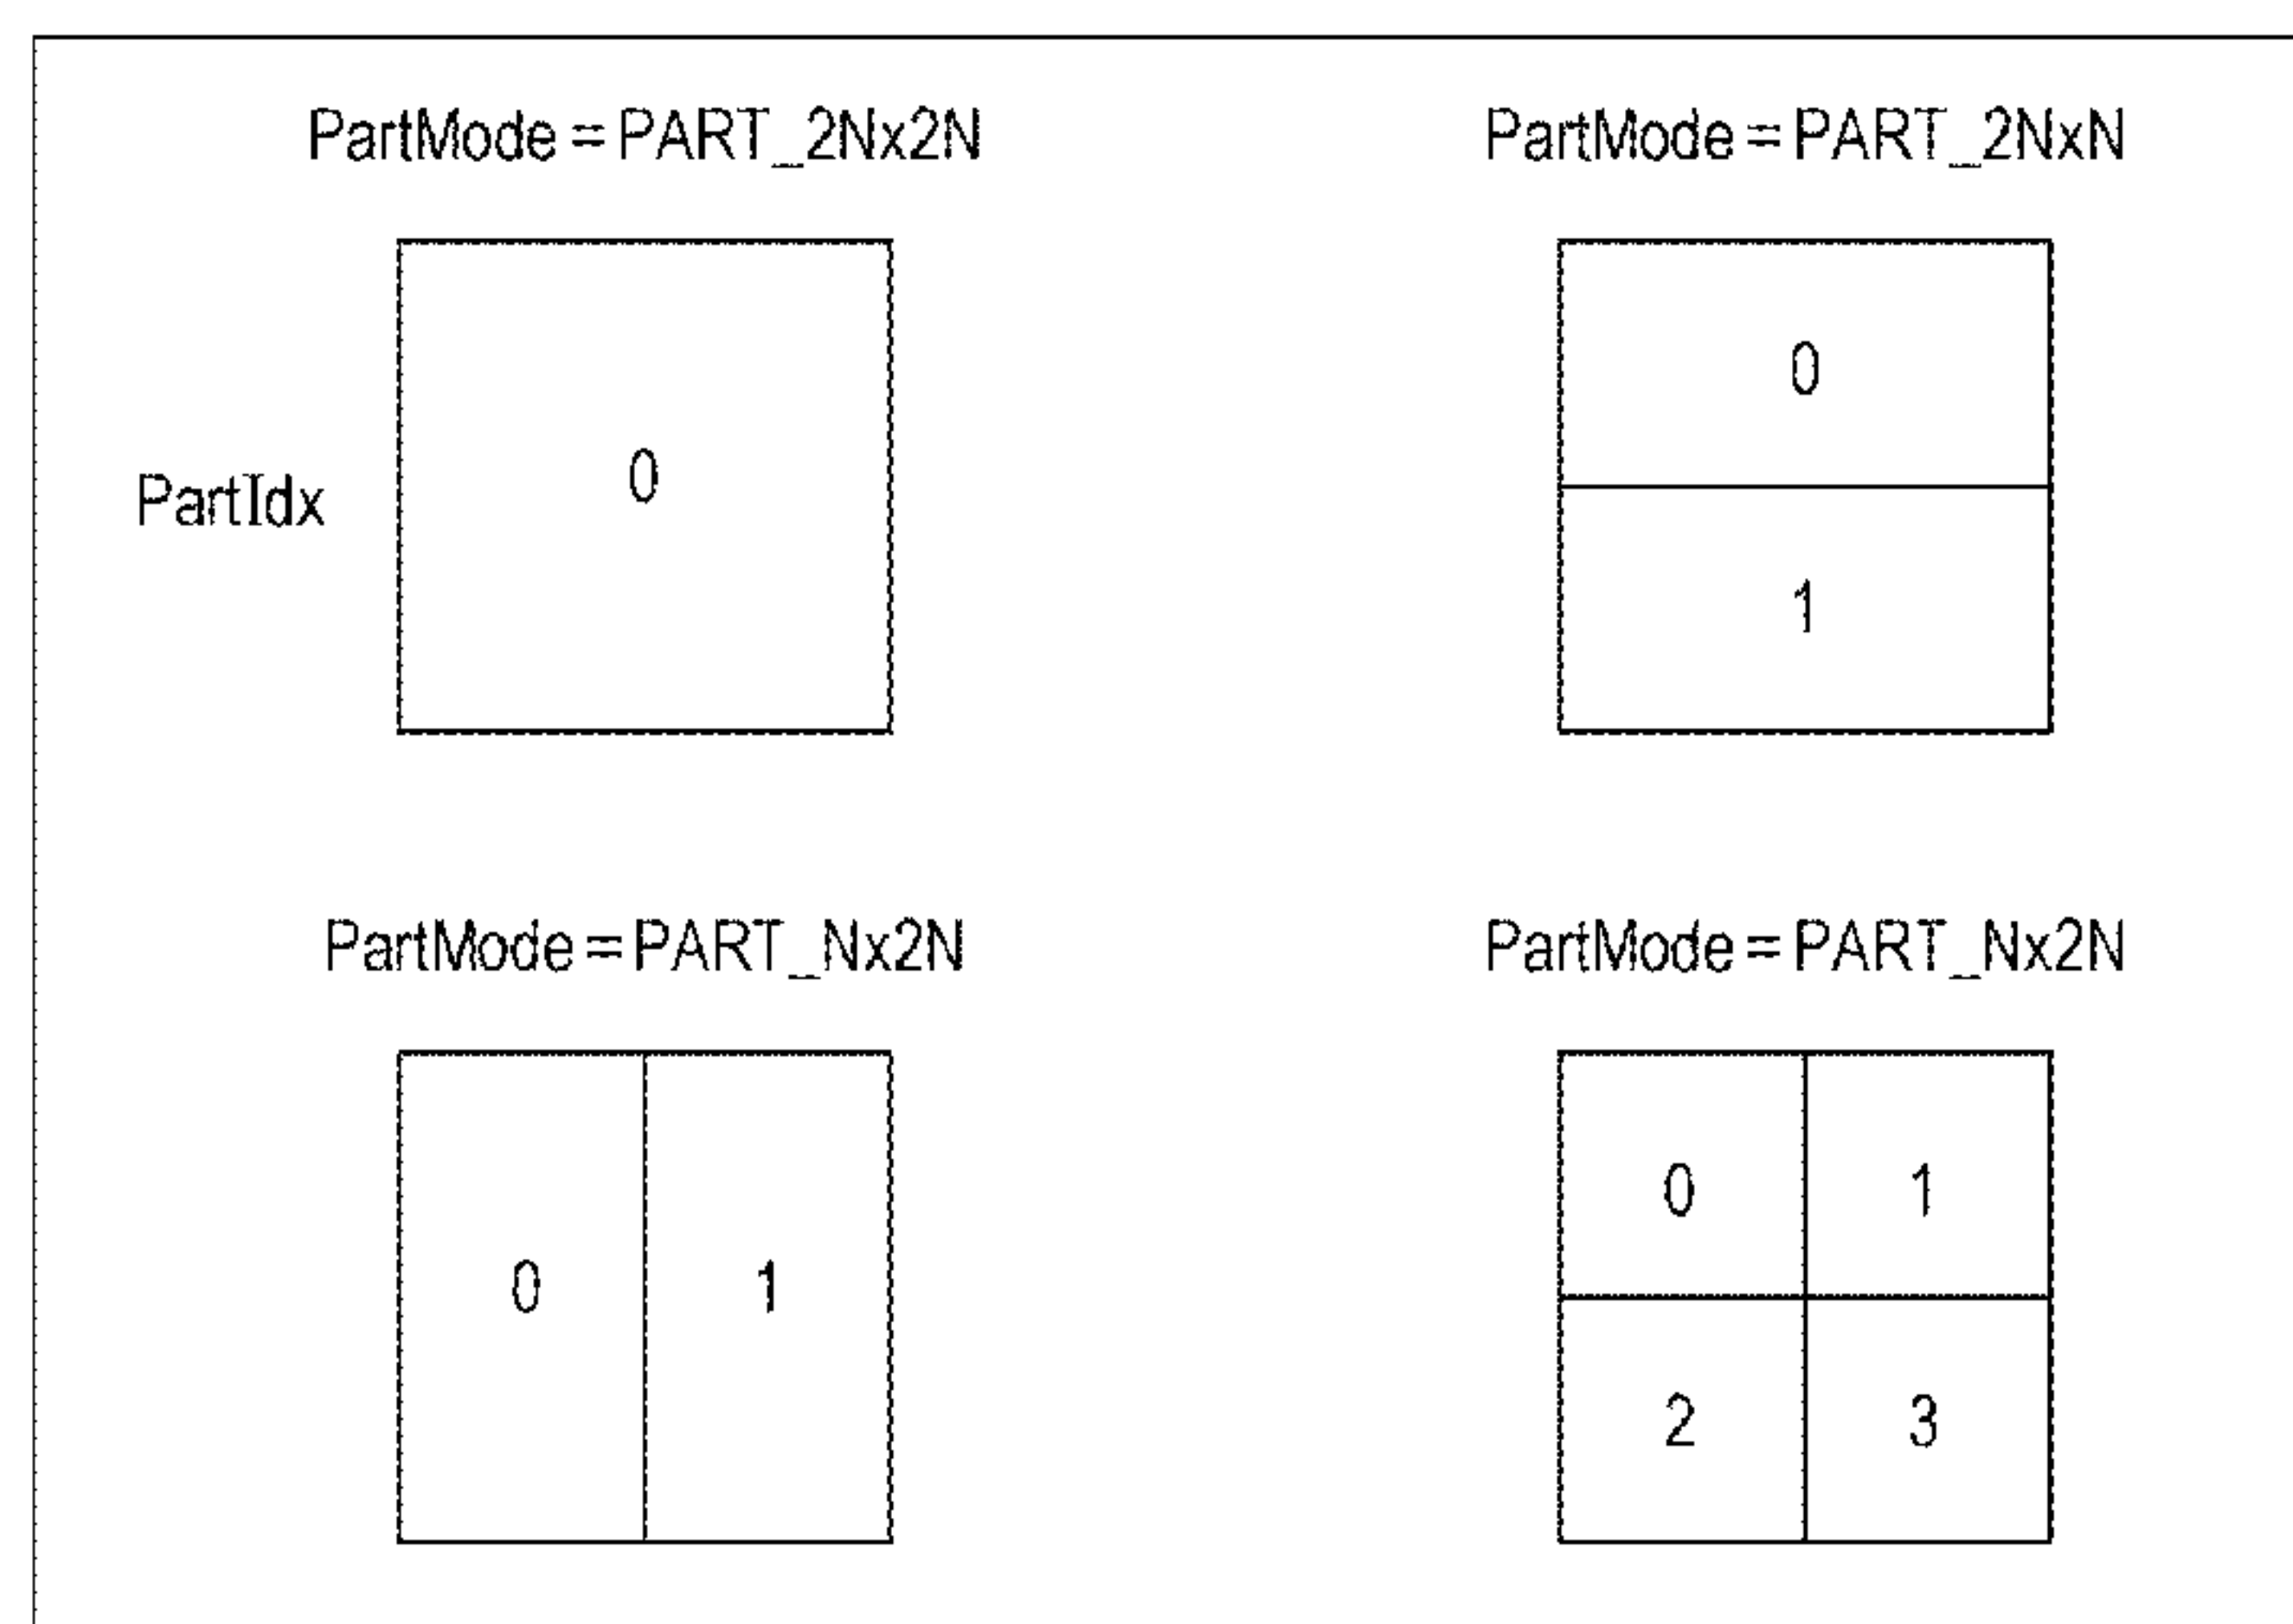 PartMode = PART_2Nx2N
PartMode = PART_2NxN
PartIdx
0
0
1
PartMode = PART_Nx2N
PartMode = PART_Nx2N
0 1
0 1
2 3